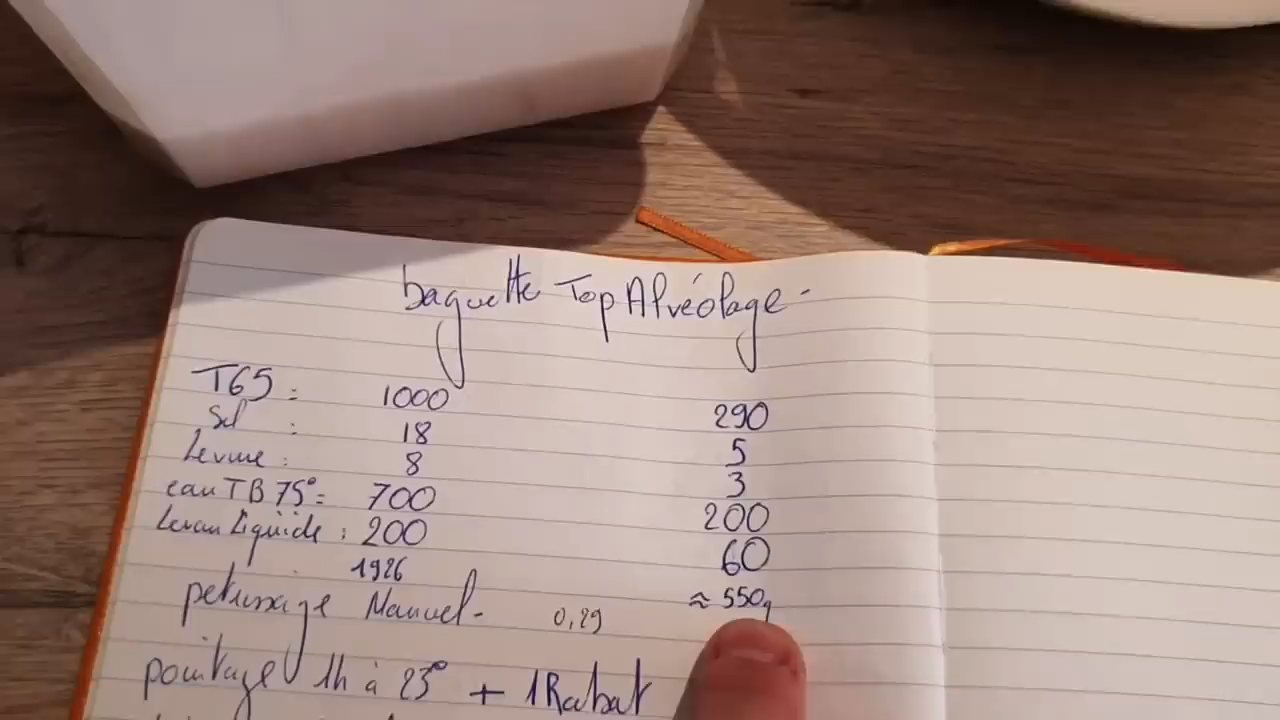 baguette Top Alvéolage -
T65 : 1000 290
Sel : 18 5
Levure : 8 3
eau TB 75° = 700 200
Levain Liquide : 200 60
1926 ≈ 550g
petrissage Manuel - 0,29
pointage 1h à 23° + 1 Rabat